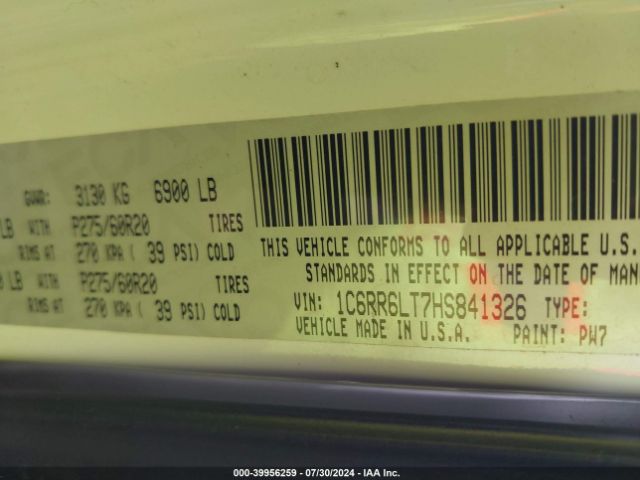 GVWR: 3130 KG 6900 LB
LB WITH P275/60R20 TIRES
RIMS AT 270 KPA ( 39 PSI) COLD
LB WITH P275/60R20 TIRES
RIMS AT 270 KPA ( 39 PSI) COLD
THIS VEHICLE CONFORMS TO ALL APPLICABLE U.S.
STANDARDS IN EFFECT ON THE DATE OF MAN
VIN: 1C6RR6LT7HS841326 TYPE:
VEHICLE MADE IN U.S.A. PAINT: PW7
000-39956259 - 07/30/2024 - IAA Inc.